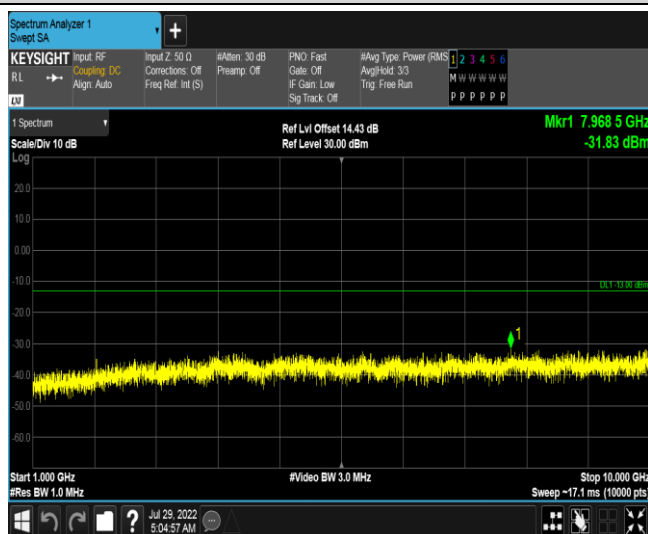 Spectrum Analyzer 1
Swept SA
+
KEYSIGHT
RL
LXI
Input: RF
Coupling: DC
Align: Auto
Input Z: 50 Ω
Corrections: Off
Freq Ref: Int (S)
#Atten: 30 dB
Preamp: Off
PNO: Fast
Gate: Off
IF Gain: Low
Sig Track: Off
#Avg Type: Power (RMS
Avg|Hold: 3/3
Trig: Free Run
1 2 3 4 5 6
M W W W W W
P P P P P P
1 Spectrum
Scale/Div 10 dB
Log
Ref Lvl Offset 14.43 dB
Ref Level 30.00 dBm
Mkr1 7.968 5 GHz
-31.83 dBm
20.0
10.0
0.00
-10.0
DL1 -13.00 dBm
-20.0
-30.0
1
-40.0
-50.0
-60.0
Start 1.000 GHz
#Res BW 1.0 MHz
#Video BW 3.0 MHz
Stop 10.000 GHz
Sweep ~17.1 ms (10000 pts)
?
Jul 29, 2022
5:04:57 AM